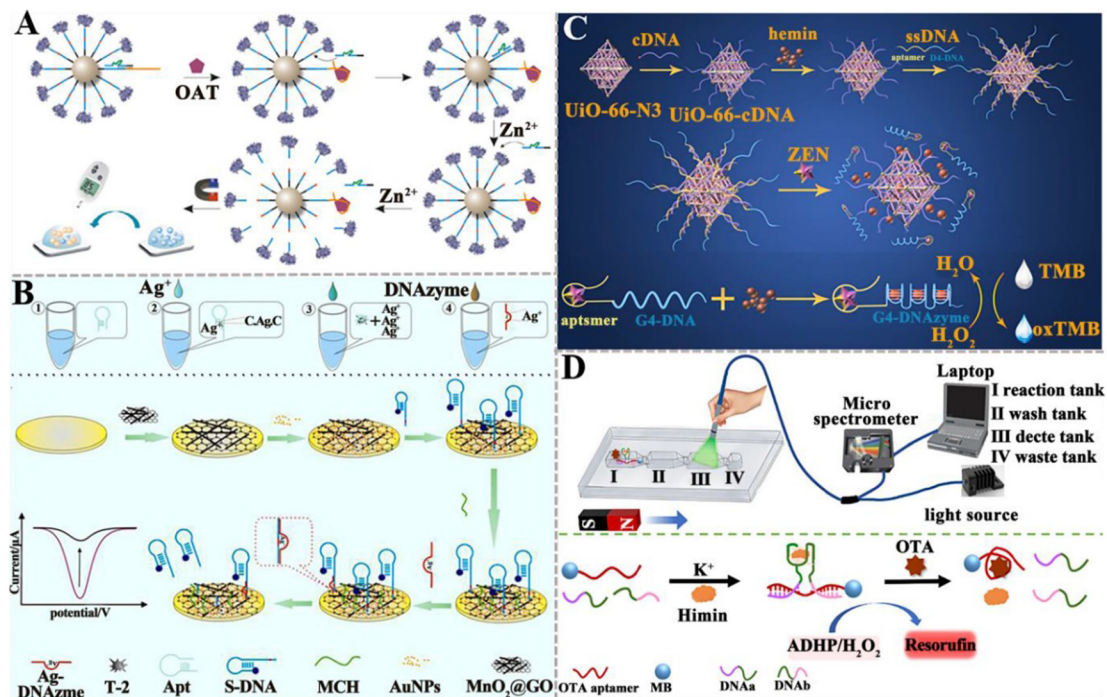 A
OAT
Zn2+
Zn2+
B
Ag+
DNAzyme
①
②
Ag+
C-Ag-C
③
+
Ag+
Ag+
Ag+
④
Ag+
Current/μA
potential/V
Ag-
DNAzme
T-2
Apt
S-DNA
MCH
AuNPs
MnO2@GO
C
cDNA
hemin
ssDNA
aptamer
UiO-66-N3
UiO-66-cDNA
ZEN
+
aptsmer
G4-DNA
G4-DNAzyme
H2O
H2O2
TMB
oxTMB
D
Laptop
Micro
spectrometer
I reaction tank
II wash tank
III decte tank
IV waste tank
I
II
III
IV
S
N
light source
K+
Himin
OTA
ADHP/H2O2
Resorufin
OTA aptamer
MB
DNAa
DNAb